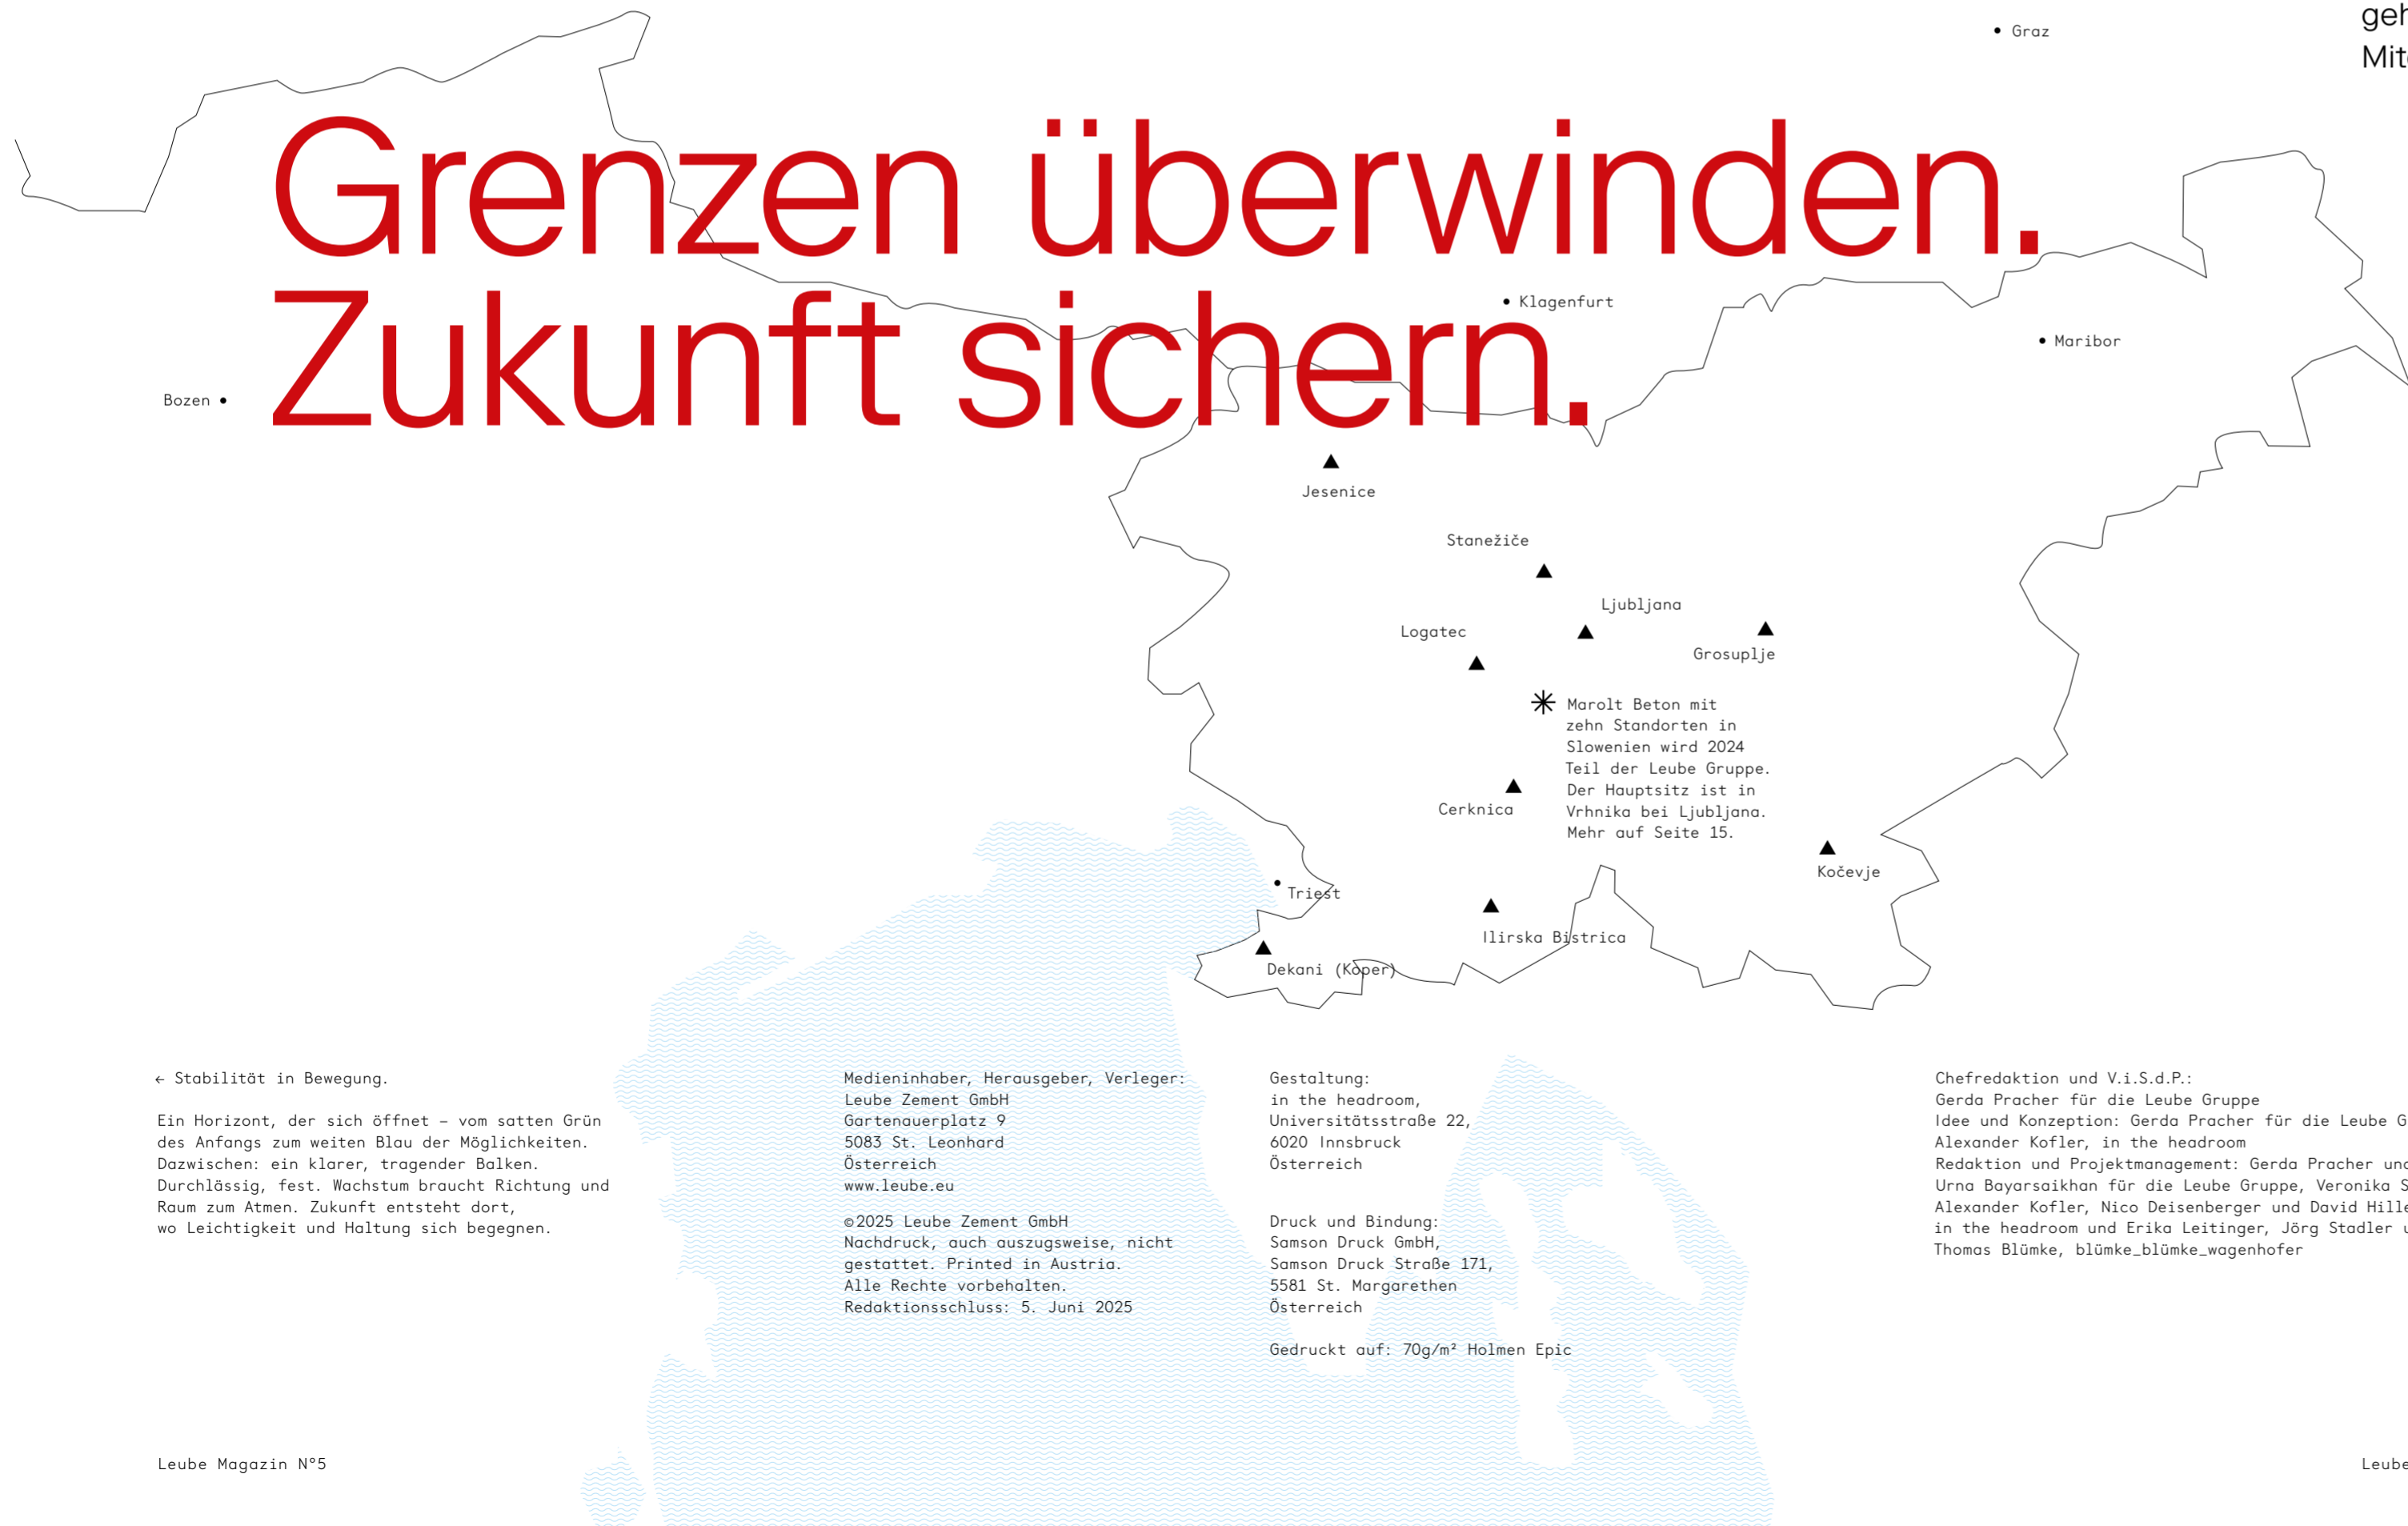 geh
Mit
Graz
Grenzen überwinden.
Zukunft sichern.
Klagenfurt
Maribor
Bozen
Jesenice
Stanežiče
Ljubljana
Logatec
Grosuplje
Marolt Beton mit
zehn Standorten in
Slowenien wird 2024
Teil der Leube Gruppe.
Der Hauptsitz ist in
Vrhnika bei Ljubljana.
Mehr auf Seite 15.
Cerknica
Kočevje
Triest
Ilirska Bistrica
Dekani (Koper)
← Stabilität in Bewegung.
Ein Horizont, der sich öffnet – vom satten Grün
des Anfangs zum weiten Blau der Möglichkeiten.
Dazwischen: ein klarer, tragender Balken.
Durchlässig, fest. Wachstum braucht Richtung und
Raum zum Atmen. Zukunft entsteht dort,
wo Leichtigkeit und Haltung sich begegnen.
Medieninhaber, Herausgeber, Verleger:
Leube Zement GmbH
Gartenauerplatz 9
5083 St. Leonhard
Österreich
www.leube.eu
©2025 Leube Zement GmbH
Nachdruck, auch auszugsweise, nicht
gestattet. Printed in Austria.
Alle Rechte vorbehalten.
Redaktionsschluss: 5. Juni 2025
Gestaltung:
in the headroom,
Universitätsstraße 22,
6020 Innsbruck
Österreich
Druck und Bindung:
Samson Druck GmbH,
Samson Druck Straße 171,
5581 St. Margarethen
Österreich
Gedruckt auf: 70g/m² Holmen Epic
Chefredaktion und V.i.S.d.P.:
Gerda Pracher für die Leube Gruppe
Idee und Konzeption: Gerda Pracher für die Leube G
Alexander Kofler, in the headroom
Redaktion und Projektmanagement: Gerda Pracher und
Urna Bayarsaikhan für die Leube Gruppe, Veronika S
Alexander Kofler, Nico Deisenberger und David Hille
in the headroom und Erika Leitinger, Jörg Stadler u
Thomas Blümke, blümke_blümke_wagenhofer
Leube Magazin N°5
Leube